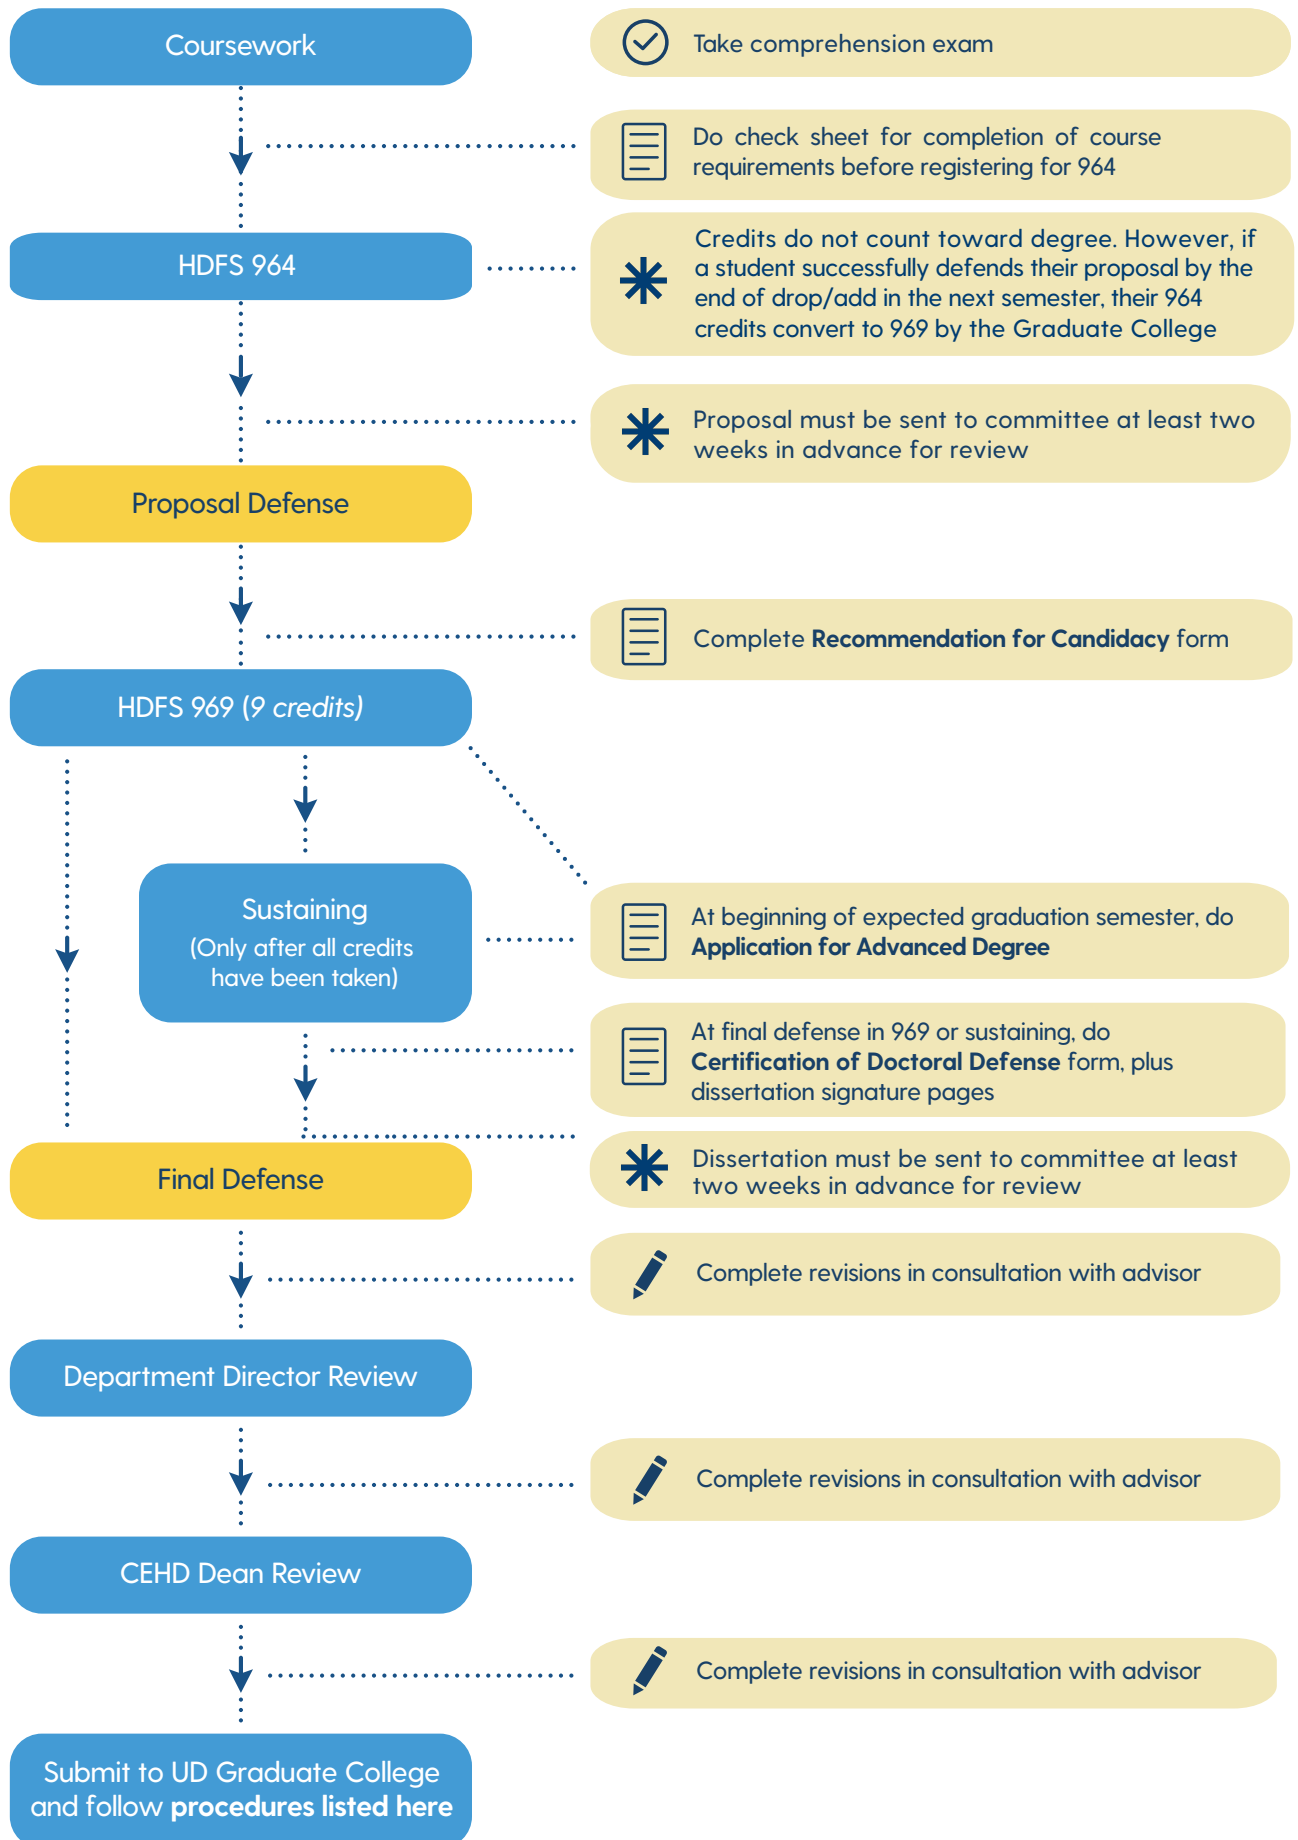 Coursework
Take comprehension exam
Do check sheet for completion of course
requirements before registering for 964
HDFS 964
Credits do not count toward degree. However, if
a student successfully defends their proposal by the
end of drop/add in the next semester, their 964
credits convert to 969 by the Graduate College
Proposal must be sent to committee at least two
weeks in advance for review
Proposal Defense
Complete Recommendation for Candidacy form
HDFS 969 (9 credits)
Sustaining
(Only after all credits
have been taken)
At beginning of expected graduation semester, do
Application for Advanced Degree
At final defense in 969 or sustaining, do
Certification of Doctoral Defense form, plus
dissertation signature pages
Final Defense
Dissertation must be sent to committee at least
two weeks in advance for review
Complete revisions in consultation with advisor
Department Director Review
Complete revisions in consultation with advisor
CEHD Dean Review
Complete revisions in consultation with advisor
Submit to UD Graduate College
and follow procedures listed here